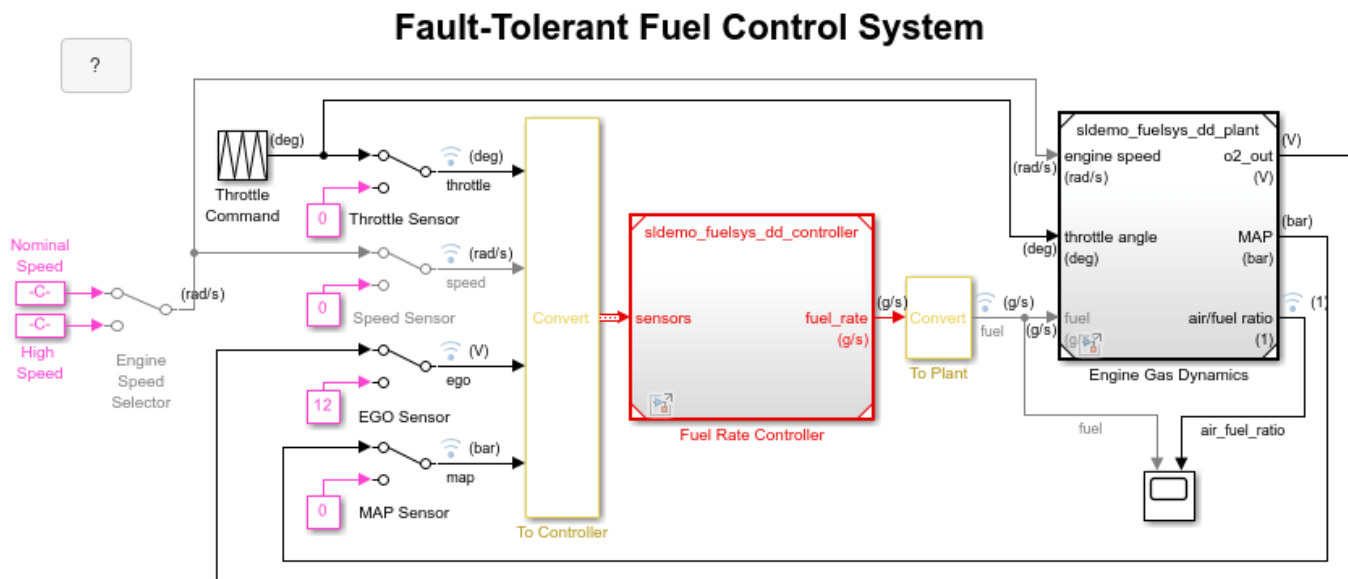 Fault-Tolerant Fuel Control System
?
(deg)
Throttle
Command
(deg)
throttle
0
Throttle Sensor
Nominal
Speed
-C-
-C-
High
Speed
(rad/s)
Engine
Speed
Selector
(rad/s)
speed
0
Speed Sensor
(V)
ego
12
EGO Sensor
(bar)
map
0
MAP Sensor
Convert
To Controller
sldemo_fuelsys_dd_controller
sensors
fuel_rate
(g/s)
Fuel Rate Controller
(g/s)
Convert
To Plant
(g/s)
fuel
(g/s)
(rad/s)
(deg)
sldemo_fuelsys_dd_plant
engine speed
(rad/s)
o2_out
(V)
throttle angle
(deg)
MAP
(bar)
fuel
air/fuel ratio
(1)
Engine Gas Dynamics
(V)
(bar)
(1)
fuel
air_fuel_ratio